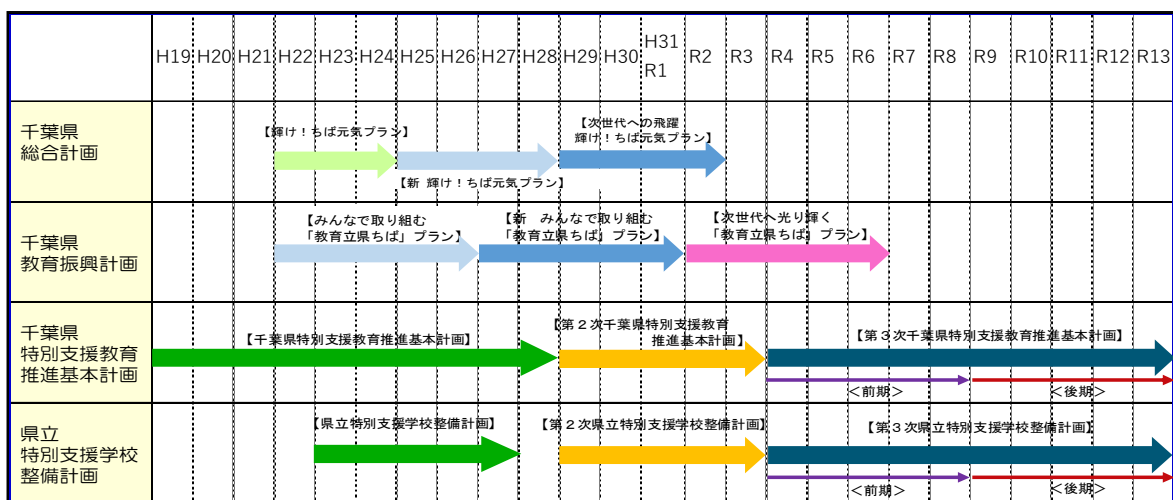 H19 H20 H21 H22 H23 H24 H25 H26 H27 H28 H29 H30 H31 R1 R2 R3 R4 R5 R6 R7 R8 R9 R10 R11 R12 R13
千葉県
総合計画
【輝け！ちば元気プラン】
【新 輝け！ちば元気プラン】
【次世代への飛躍
輝け！ちば元気プラン】
千葉県
教育振興計画
【みんなで取り組む
「教育立県ちば」プラン】
【新　みんなで取り組む
「教育立県ちば」プラン】
【次世代へ光り輝く
「教育立県ちば」プラン】
千葉県
特別支援教育
推進基本計画
【千葉県特別支援教育推進基本計画】
【第２次千葉県特別支援教育
推進基本計画】
【第３次千葉県特別支援教育推進基本計画】
＜前期＞
＜後期＞
県立
特別支援学校
整備計画
【県立特別支援学校整備計画】
【第２次県立特別支援学校整備計画】
【第３次県立特別支援学校整備計画】
＜前期＞
＜後期＞